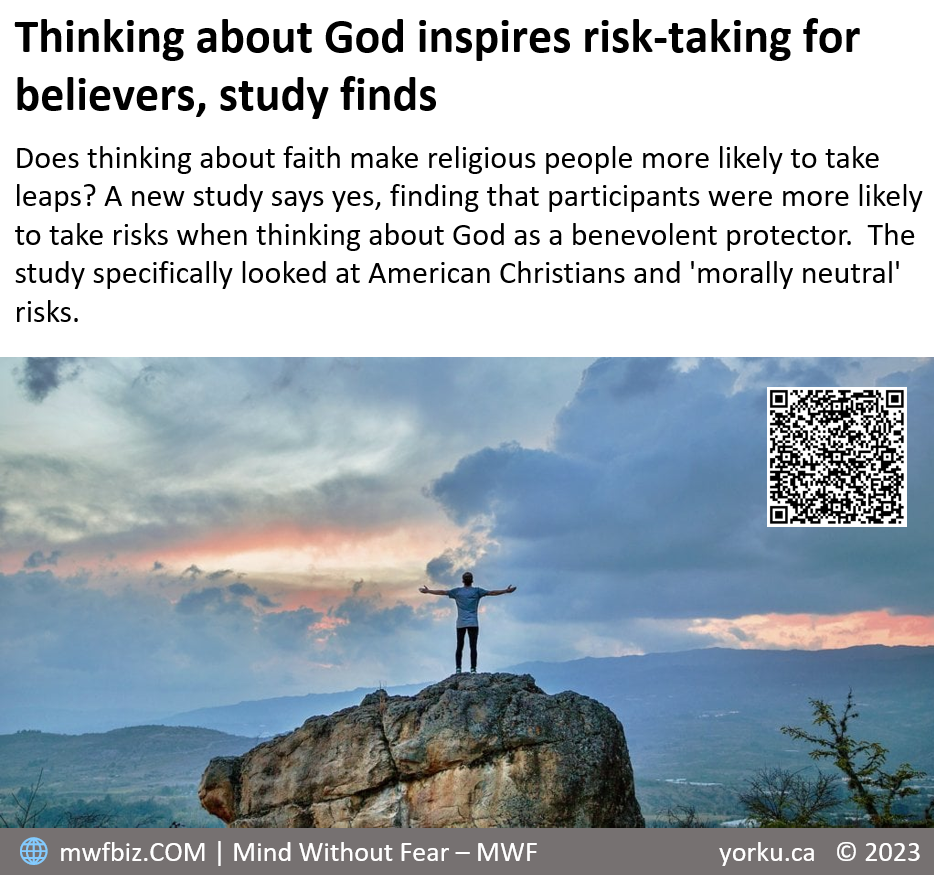 Thinking about God inspires risk-taking for
believers, study finds
Does thinking about faith make religious people more likely to take
leaps? A new study says yes, finding that participants were more likely
to take risks when thinking about God as a benevolent protector.  The
study specifically looked at American Christians and 'morally neutral'
risks.
mwfbiz.COM | Mind Without Fear – MWF
yorku.ca © 2023